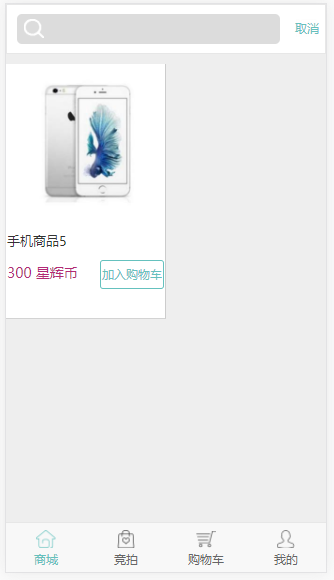 取消
手机商品5
300 星辉币
加入购物车
商城
竞拍
购物车
我的